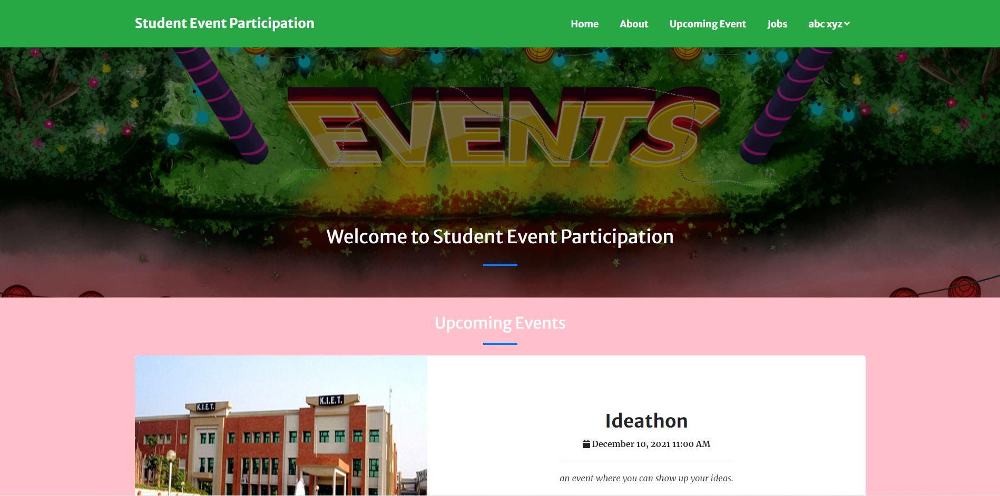 Student Event Participation
Home About Upcoming Event Jobs abc xyz
EVENTS
Welcome to Student Event Participation
Upcoming Events
K.I.E.T. K.I.E.T.
Ideathon
December 10, 2021 11:00 AM
an event where you can show up your ideas.